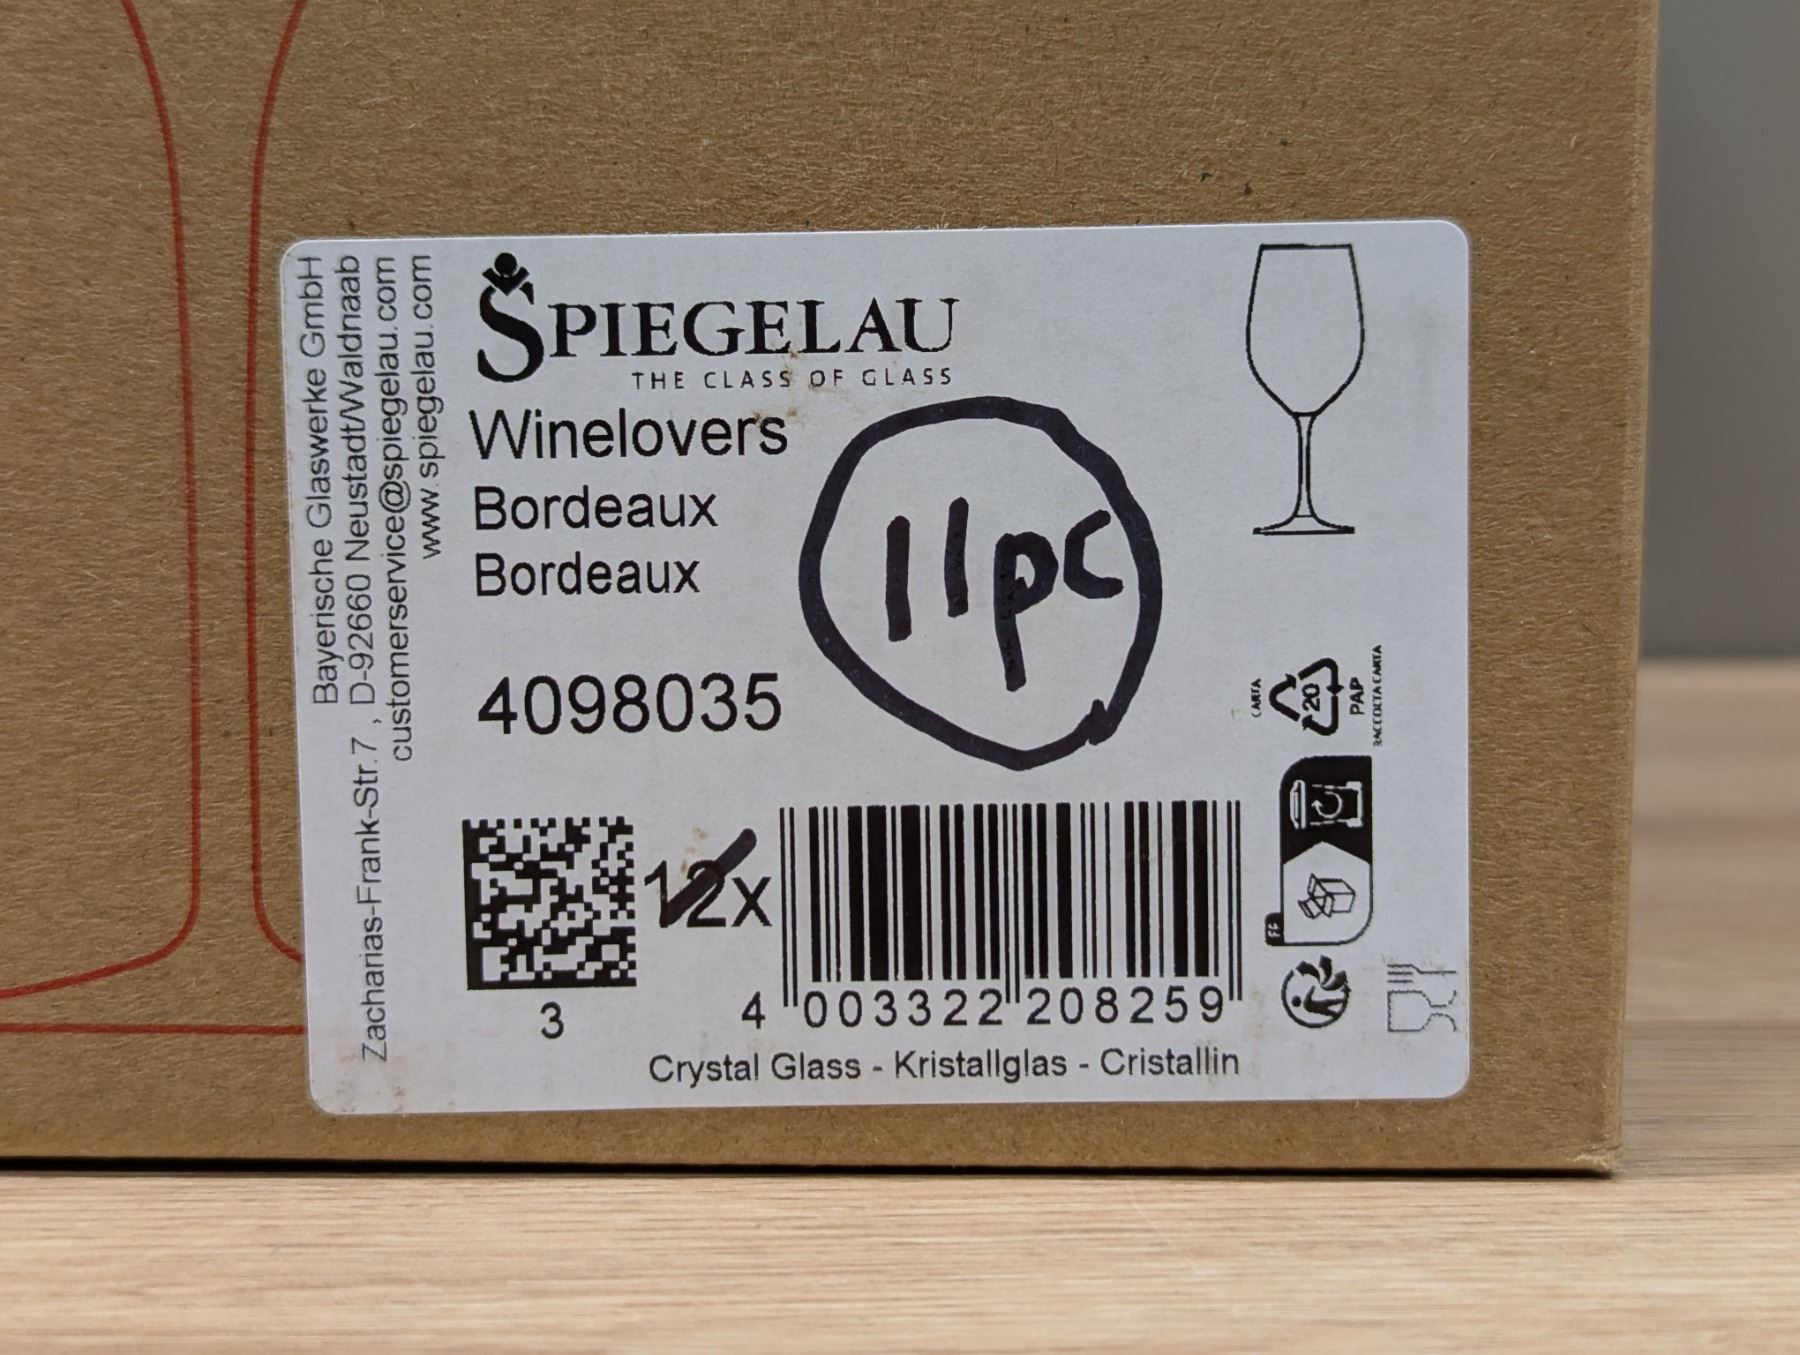 Bayerische Glaswerke GmbH
Zacharias-Frank-Str. 7 , D-92660 Neustadt/Waldnaab
customerservice@spiegelau.com
www.spiegelau.com
SPIEGELAU
THE CLASS OF GLASS
Winelovers
Bordeaux
Bordeaux
11pc
4098035
12x
3
4 003322 208259
Crystal Glass - Kristallglas - Cristallin
CARTA
20
PAP
RACCOLTA CARTA
FR